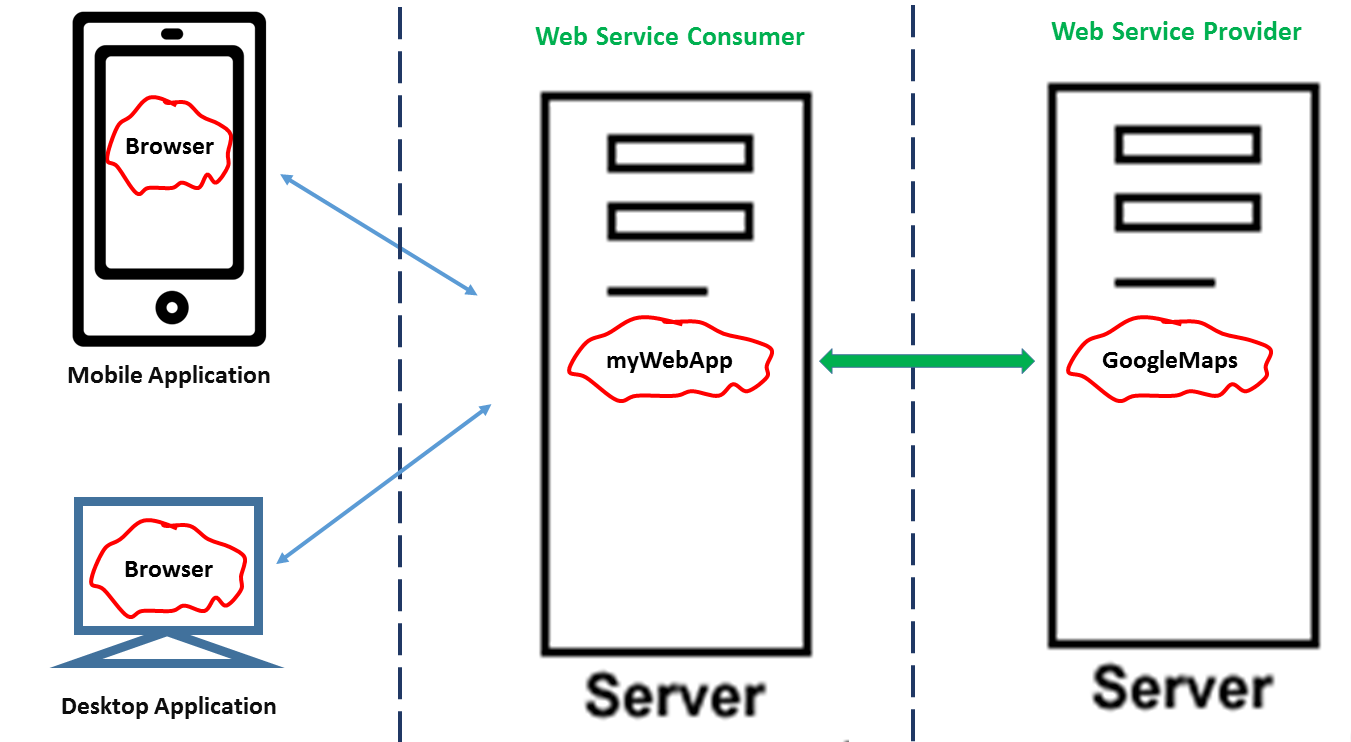 Browser
Mobile Application
Browser
Desktop Application
Web Service Consumer
myWebApp
Server
Web Service Provider
GoogleMaps
Server